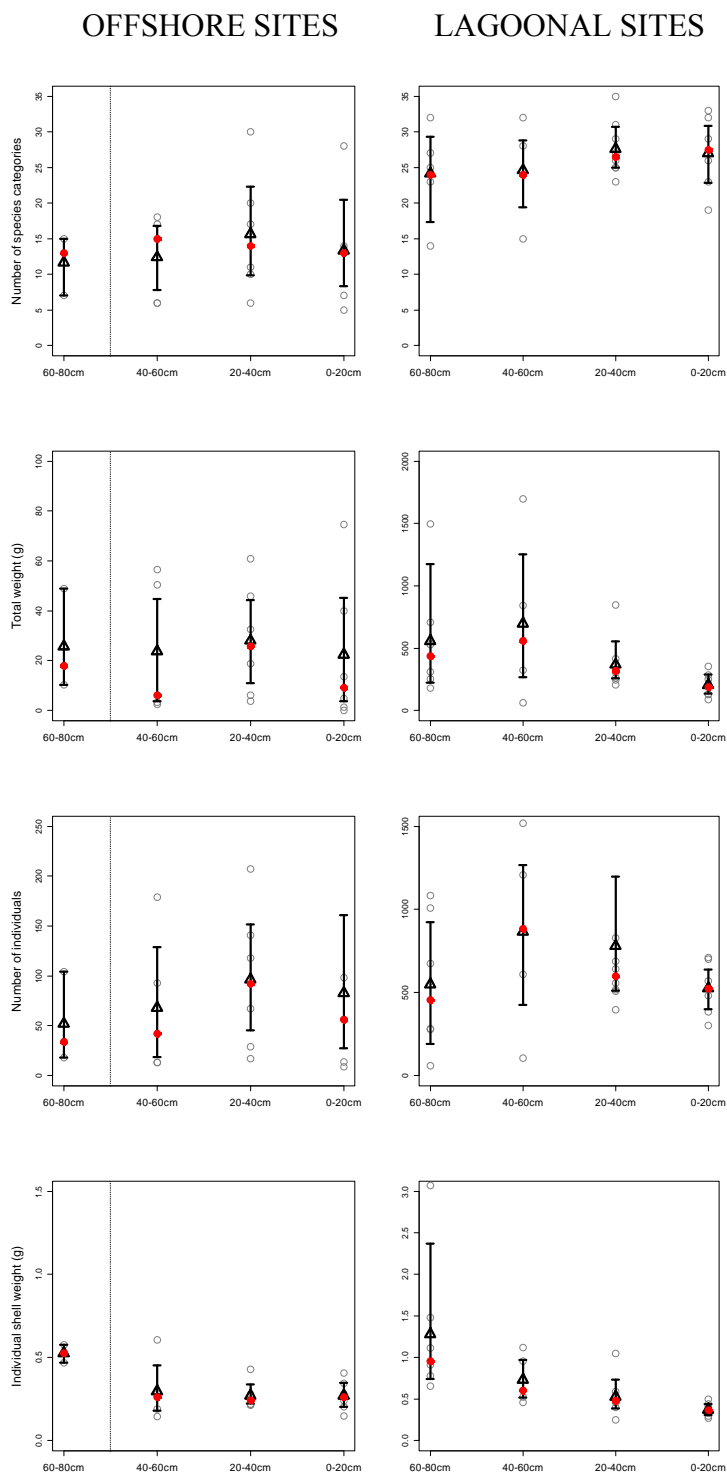 OFFSHORE SITES
LAGOONAL SITES
Number of species categories
0 5 10 15 20 25 30 35
60-80cm 40-60cm 20-40cm 0-20cm
0 5 10 15 20 25 30 35
60-80cm 40-60cm 20-40cm 0-20cm
Total weight (g)
0 20 40 60 80 100
60-80cm 40-60cm 20-40cm 0-20cm
0 500 1000 1500 2000
60-80cm 40-60cm 20-40cm 0-20cm
Number of individuals
0 50 100 150 200 250
60-80cm 40-60cm 20-40cm 0-20cm
0 500 1000 1500
60-80cm 40-60cm 20-40cm 0-20cm
Individual shell weight (g)
0.0 0.5 1.0 1.5
60-80cm 40-60cm 20-40cm 0-20cm
0.0 0.5 1.0 1.5 2.0 2.5 3.0
60-80cm 40-60cm 20-40cm 0-20cm